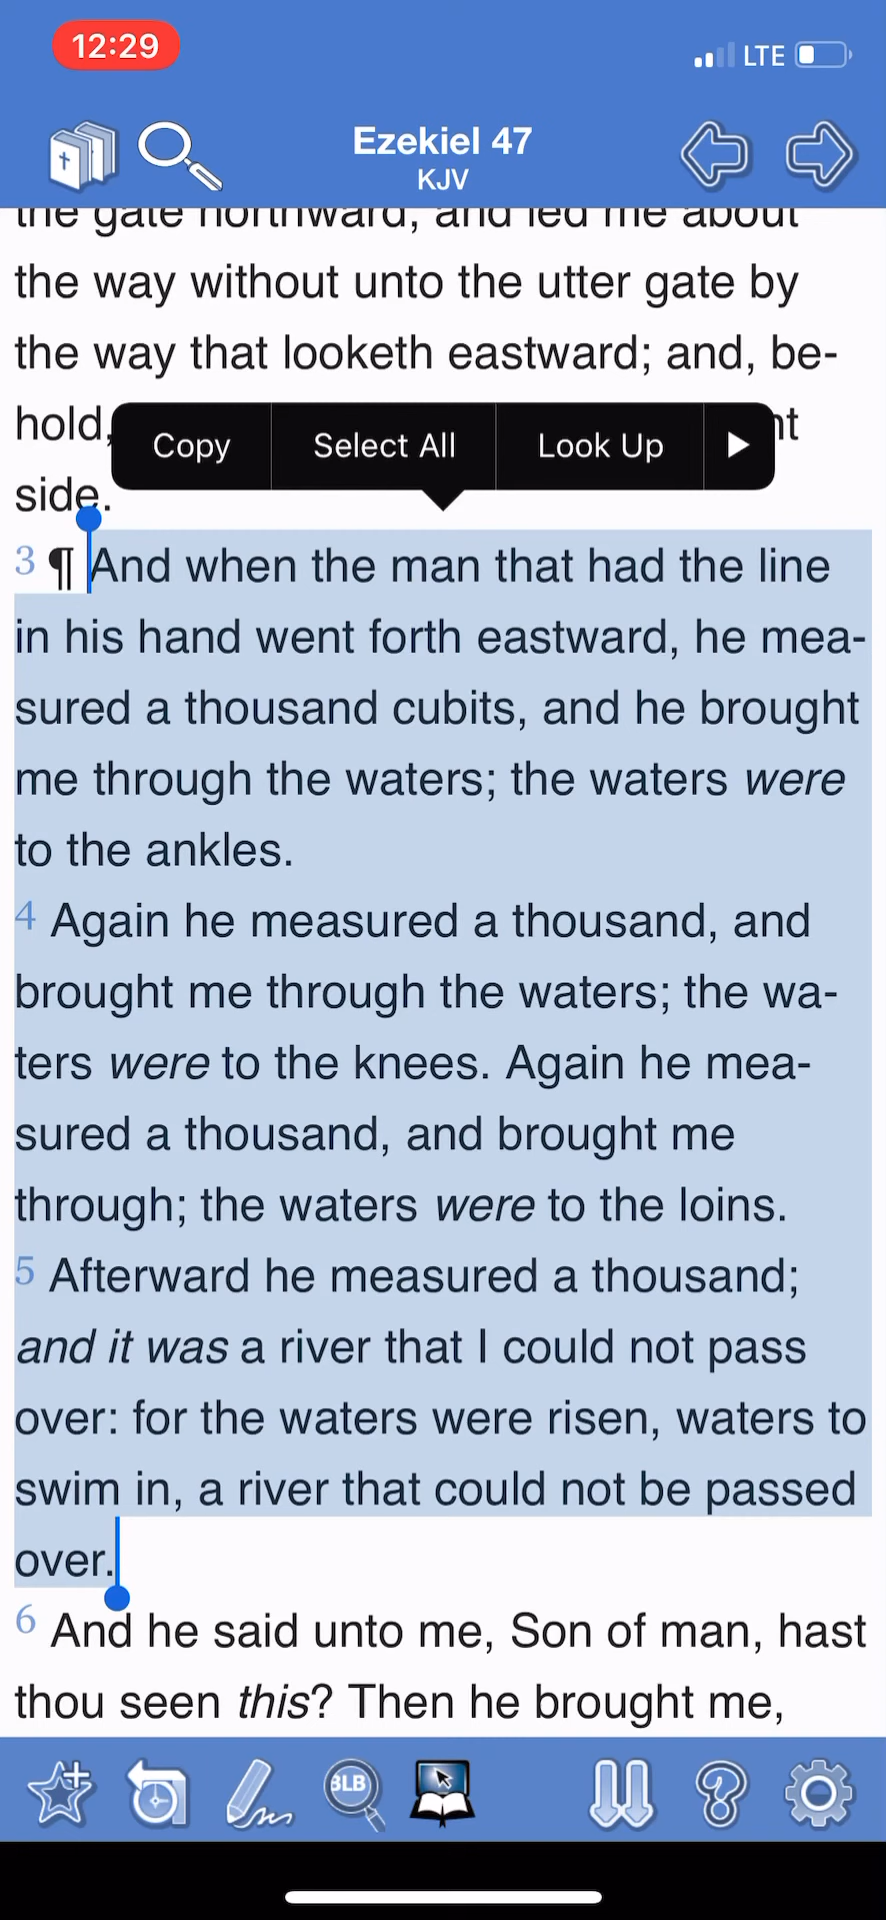 12:29
LTE
Ezekiel 47
KJV
the gate northward, and led me about
the way without unto the utter gate by
the way that looketh eastward; and, be-
hold,
Copy Select All Look Up ▶
side.
3 ¶ And when the man that had the line
in his hand went forth eastward, he mea-
sured a thousand cubits, and he brought
me through the waters; the waters were
to the ankles.
4 Again he measured a thousand, and
brought me through the waters; the wa-
ters were to the knees. Again he mea-
sured a thousand, and brought me
through; the waters were to the loins.
5 Afterward he measured a thousand;
and it was a river that I could not pass
over: for the waters were risen, waters to
swim in, a river that could not be passed
over.
6 And he said unto me, Son of man, hast
thou seen this? Then he brought me,
BLB